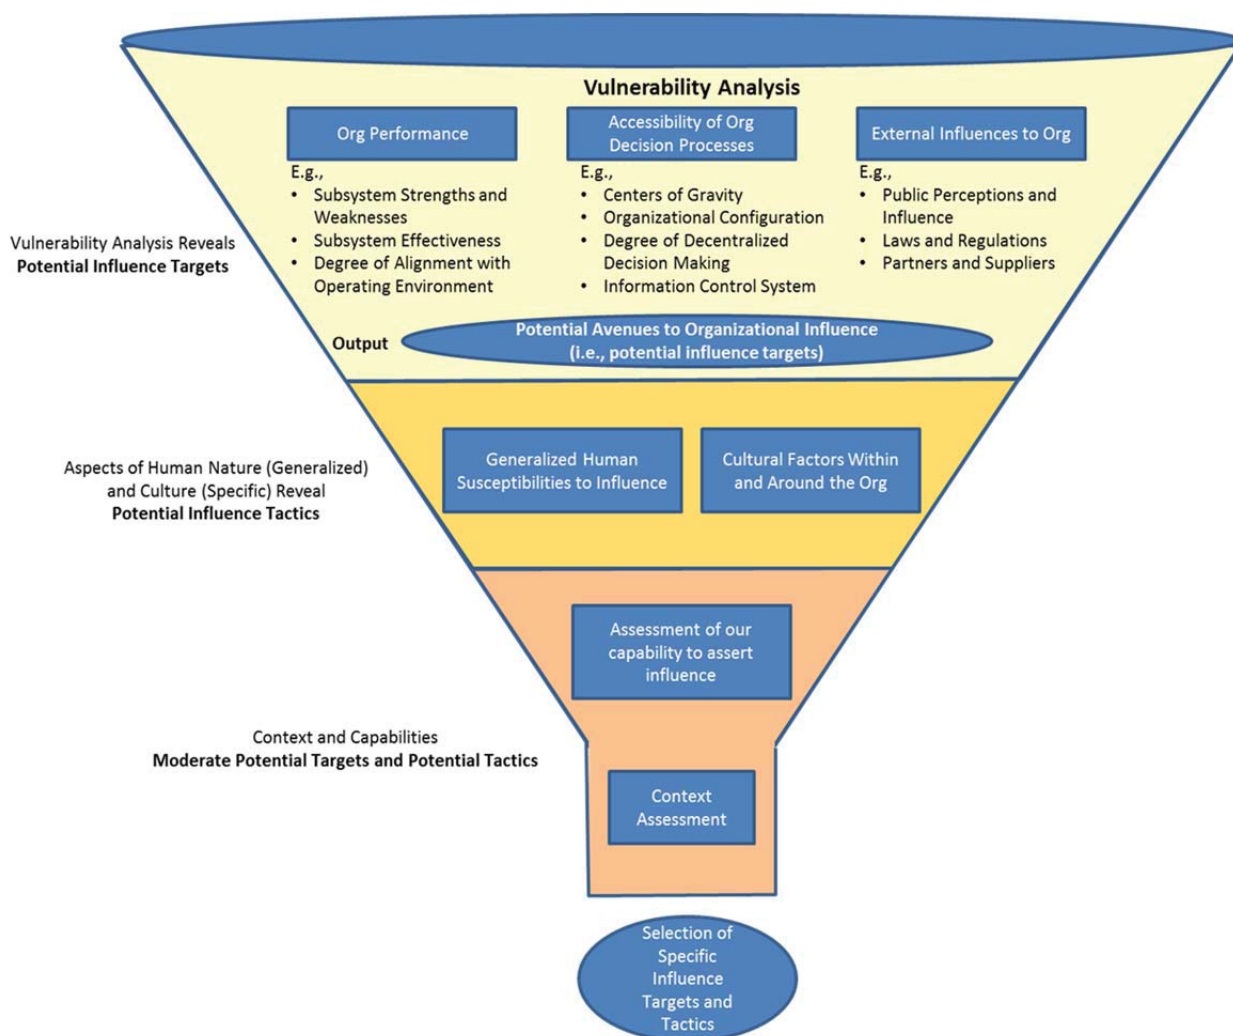 Vulnerability Analysis
Org Performance
E.g.,
• Subsystem Strengths and
Weaknesses
• Subsystem Effectiveness
• Degree of Alignment with
Operating Environment
Accessibility of Org
Decision Processes
E.g.,
• Centers of Gravity
• Organizational Configuration
• Degree of Decentralized
Decision Making
• Information Control System
External Influences to Org
E.g.,
• Public Perceptions and
Influence
• Laws and Regulations
• Partners and Suppliers
Vulnerability Analysis Reveals
Potential Influence Targets
Output
Potential Avenues to Organizational Influence
(i.e., potential influence targets)
Aspects of Human Nature (Generalized)
and Culture (Specific) Reveal
Potential Influence Tactics
Generalized Human
Susceptibilities to Influence
Cultural Factors Within
and Around the Org
Assessment of our
capability to assert
influence
Context and Capabilities
Moderate Potential Targets and Potential Tactics
Context
Assessment
Selection of
Specific
Influence
Targets and
Tactics